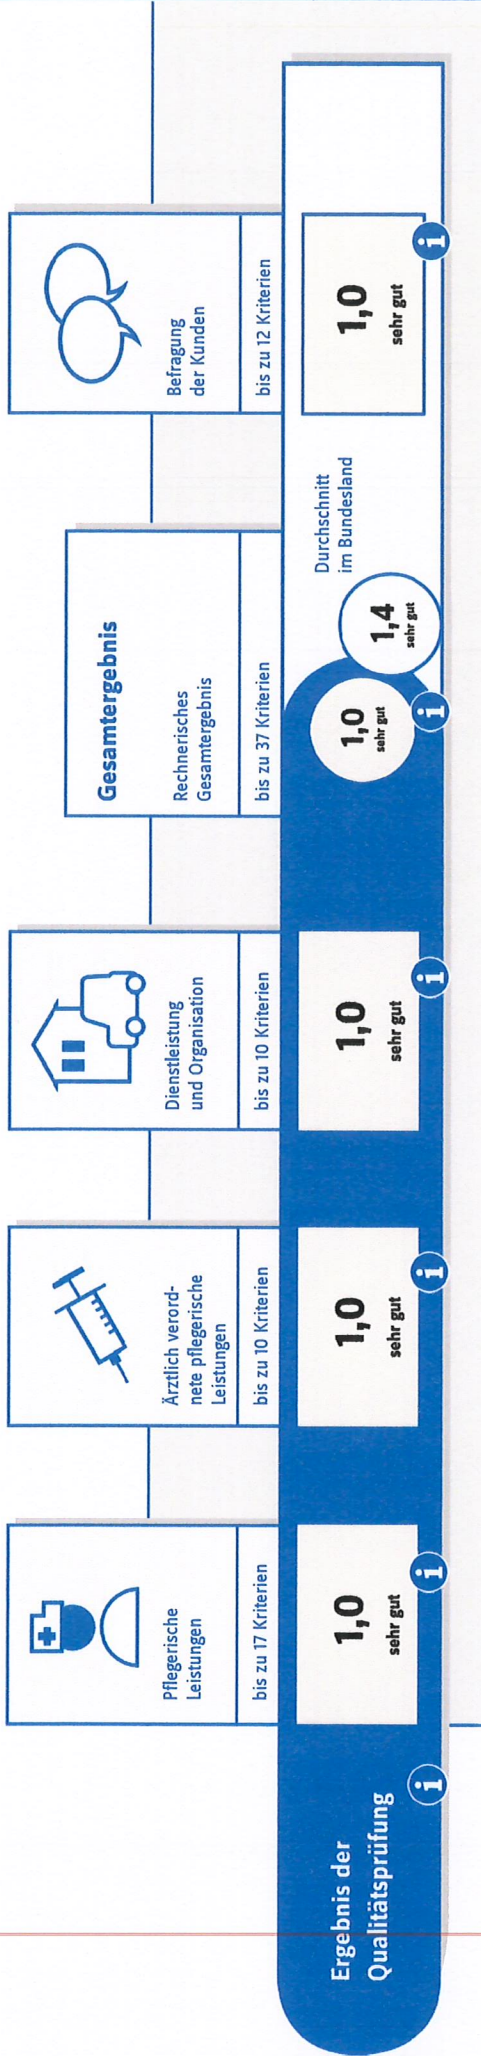 Ergebnis der
Qualitätsprüfung
i
Pflegerische
Leistungen
bis zu 17 Kriterien
1,0
sehr gut
i
Ärztlich verord-
nete pflegerische
Leistungen
bis zu 10 Kriterien
1,0
sehr gut
i
Dienstleistung
und Organisation
bis zu 10 Kriterien
1,0
sehr gut
i
Gesamtergebnis
Rechnerisches
Gesamtergebnis
bis zu 37 Kriterien
1,0
sehr gut
i
1,4
sehr gut
Durchschnitt
im Bundesland
Befragung
der Kunden
bis zu 12 Kriterien
1,0
sehr gut
i